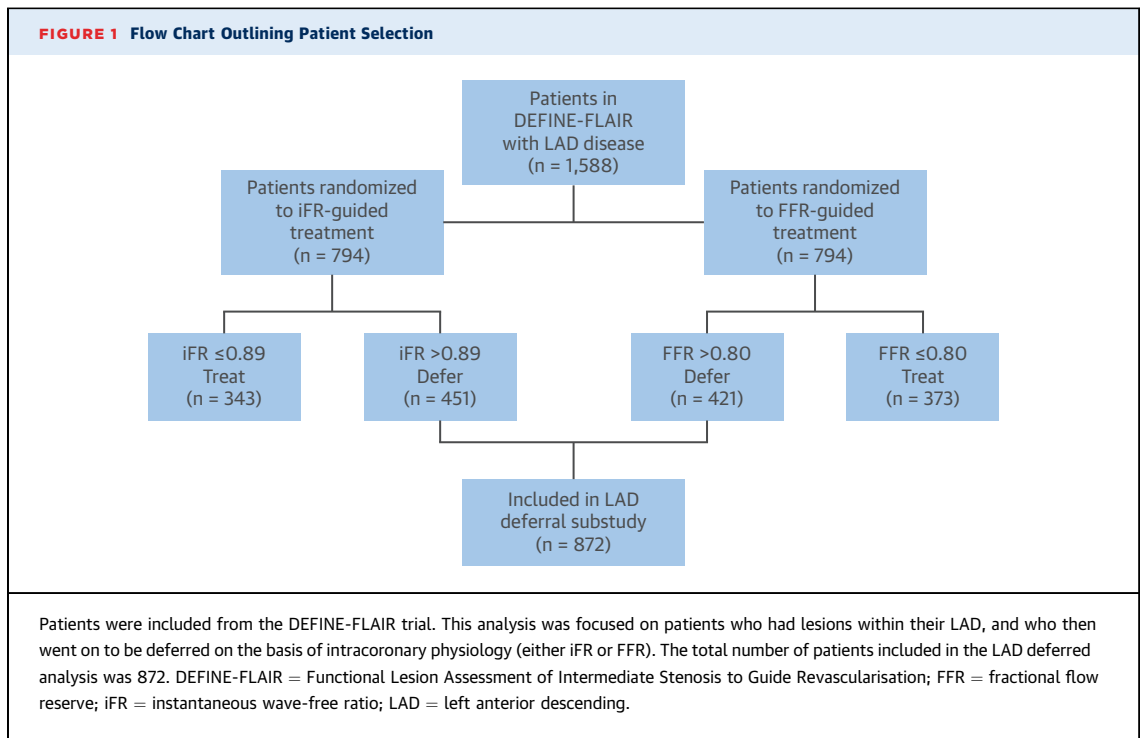 FIGURE 1 Flow Chart Outlining Patient Selection
Patients in
DEFINE-FLAIR
with LAD disease
(n = 1,588)
Patients randomized
to iFR-guided
treatment
(n = 794)
Patients randomized
to FFR-guided
treatment
(n = 794)
iFR ≤0.89
Treat
(n = 343)
iFR >0.89
Defer
(n = 451)
FFR >0.80
Defer
(n = 421)
FFR ≤0.80
Treat
(n = 373)
Included in LAD
deferral substudy
(n = 872)
Patients were included from the DEFINE-FLAIR trial. This analysis was focused on patients who had lesions within their LAD, and who then
went on to be deferred on the basis of intracoronary physiology (either iFR or FFR). The total number of patients included in the LAD deferred
analysis was 872. DEFINE-FLAIR = Functional Lesion Assessment of Intermediate Stenosis to Guide Revascularisation; FFR = fractional flow
reserve; iFR = instantaneous wave-free ratio; LAD = left anterior descending.